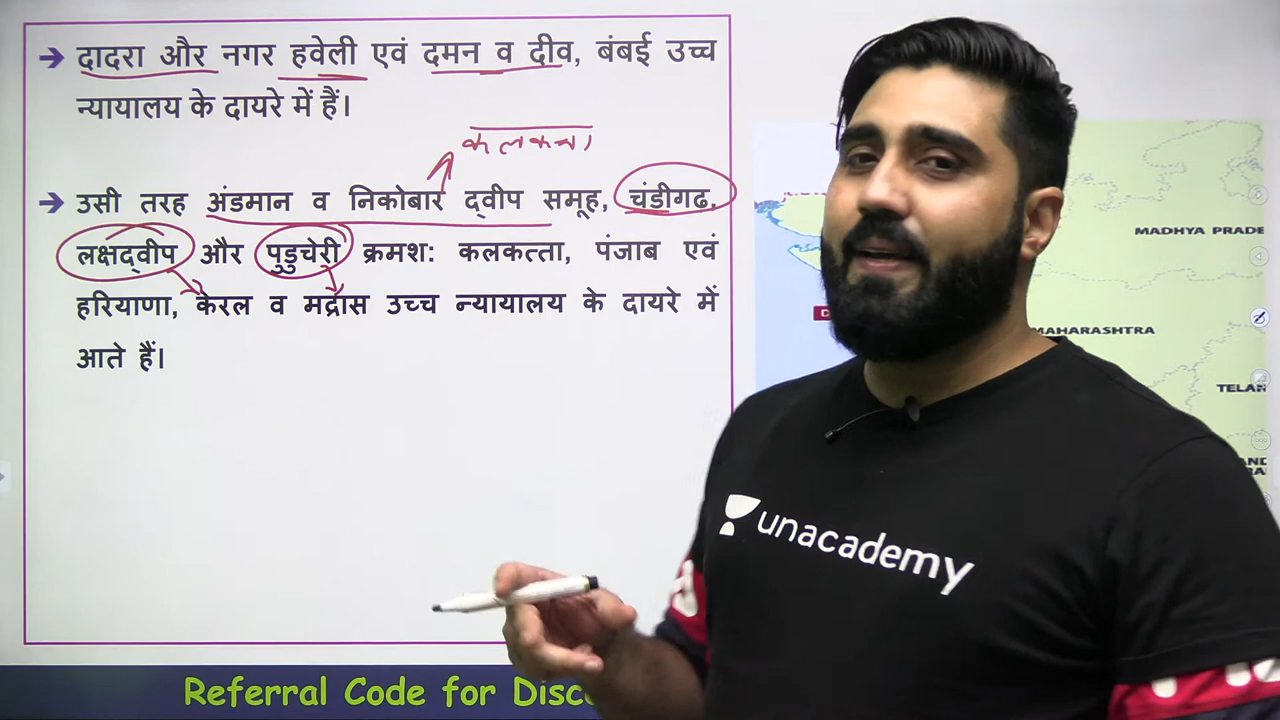 → दादरा और नगर हवेली एवं दमन व दीव, बंबई उच्च
न्यायालय के दायरे में हैं।
कलकत्ता
→ उसी तरह अंडमान व निकोबार द्वीप समूह, चंडीगढ,
लक्षद्वीप और पुडुचेरी क्रमश: कलकत्ता, पंजाब एवं
हरियाणा, केरल व मद्रास उच्च न्यायालय के दायरे में
आते हैं।
MADHYA PRADE
MAHARASHTRA
TELAN
unacademy
Referral Code for Disco